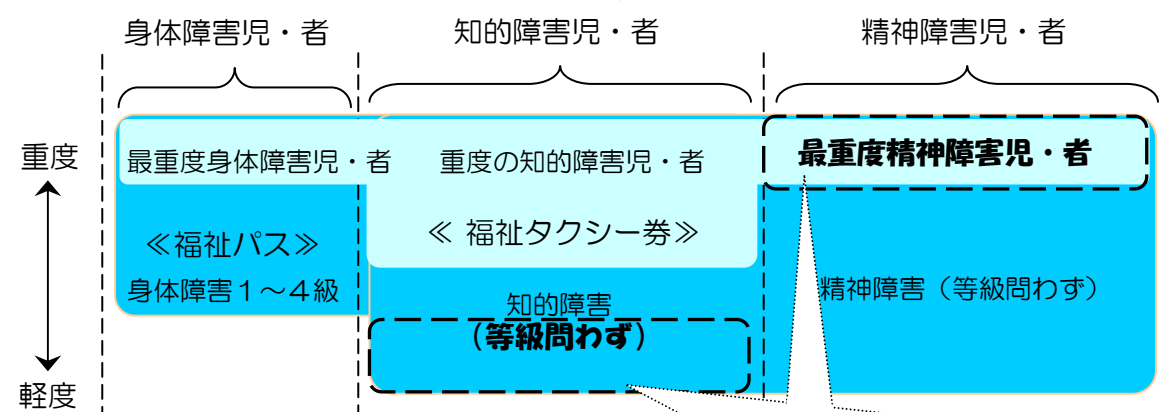 身体障害児・者
知的障害児・者
精神障害児・者
重度
最重度身体障害児・者
重度の知的障害児・者
最重度精神障害児・者
≪福祉パス≫
≪ 福祉タクシー券≫
身体障害1～4級
知的障害
(等級問わず)
精神障害（等級問わず）
軽度